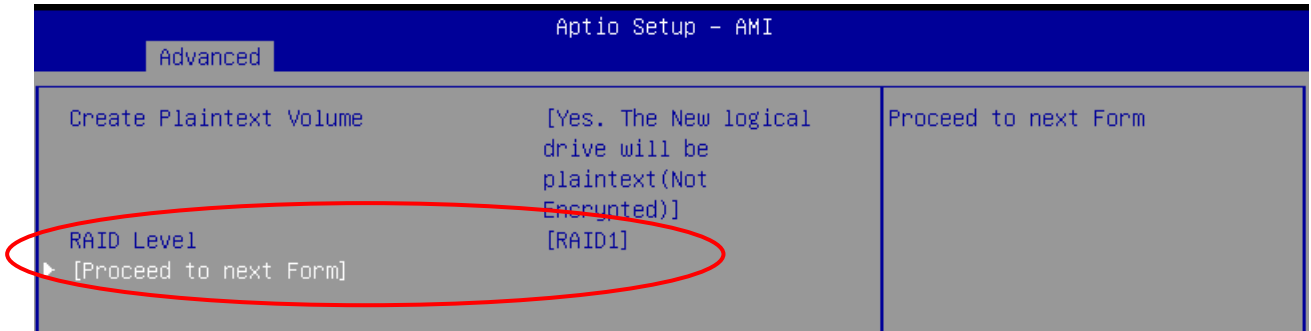 Aptio Setup – AMI
Advanced
Create Plaintext Volume [Yes. The New logical Proceed to next Form
drive will be
plaintext(Not
Encrypted)]
RAID Level [RAID1]
[Proceed to next Form]